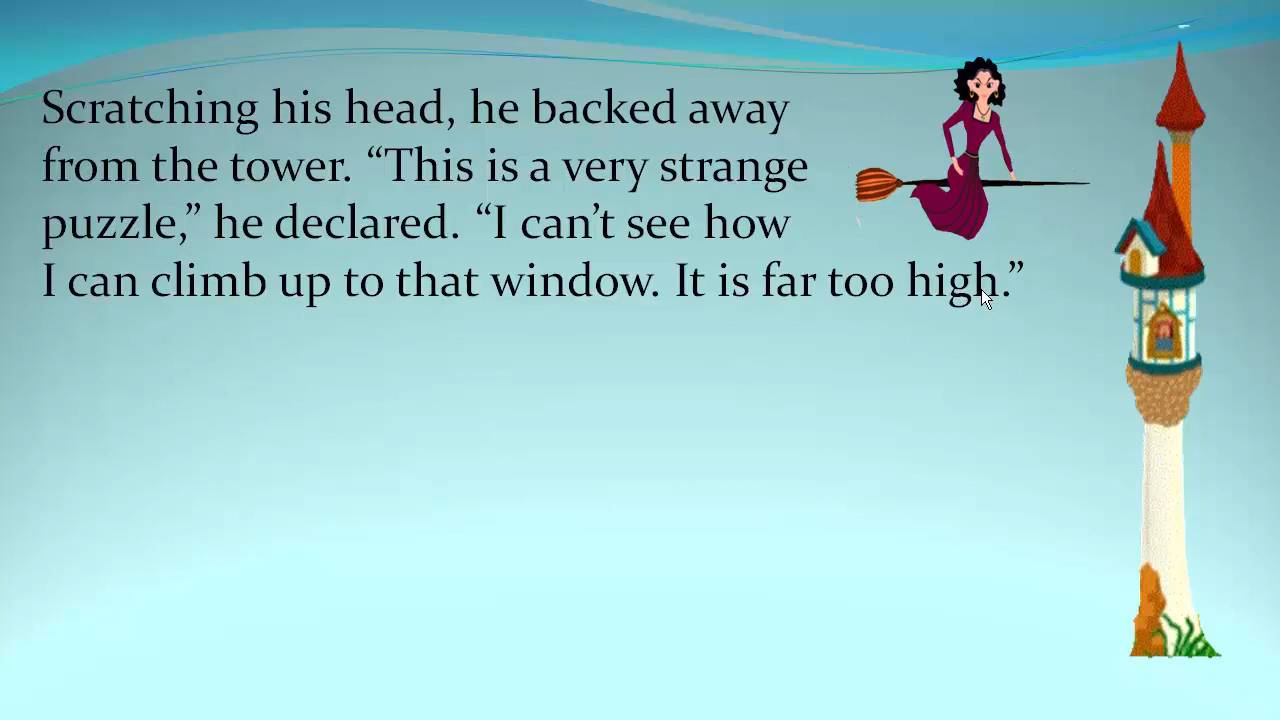 Scratching his head, he backed away
from the tower. “This is a very strange
puzzle,” he declared. “I can’t see how
I can climb up to that window. It is far too high.”